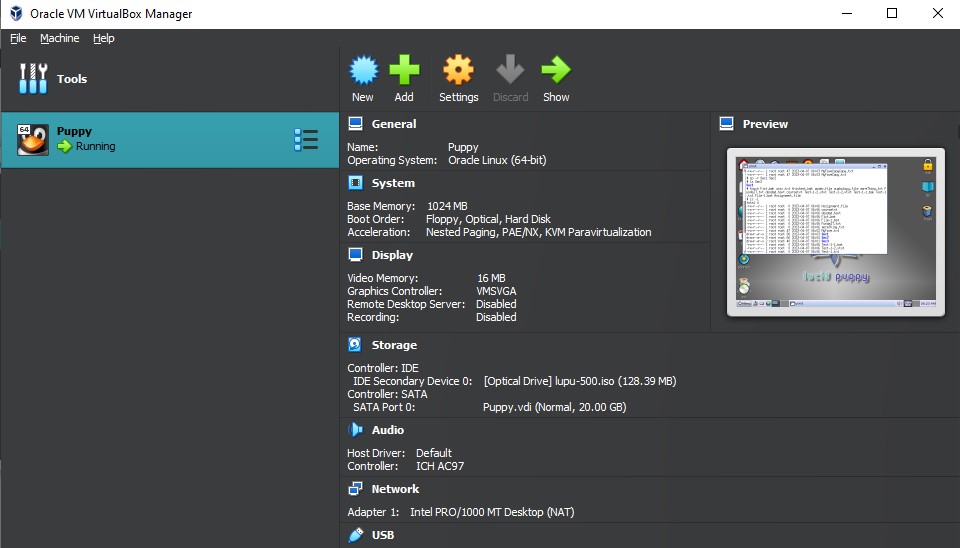 Oracle VM VirtualBox Manager
File Machine Help
Tools
New Add Settings Discard Show
64
Puppy
Running
General
Name: Puppy
Operating System: Oracle Linux (64-bit)
System
Base Memory: 1024 MB
Boot Order: Floppy, Optical, Hard Disk
Acceleration: Nested Paging, PAE/NX, KVM Paravirtualization
Display
Video Memory: 16 MB
Graphics Controller: VMSVGA
Remote Desktop Server: Disabled
Recording: Disabled
Storage
Controller: IDE
IDE Secondary Device 0: [Optical Drive] lupu-500.iso (128.39 MB)
Controller: SATA
SATA Port 0: Puppy.vdi (Normal, 20.00 GB)
Audio
Host Driver: Default
Controller: ICH AC97
Network
Adapter 1: Intel PRO/1000 MT Desktop (NAT)
USB
Preview
lucid puppy